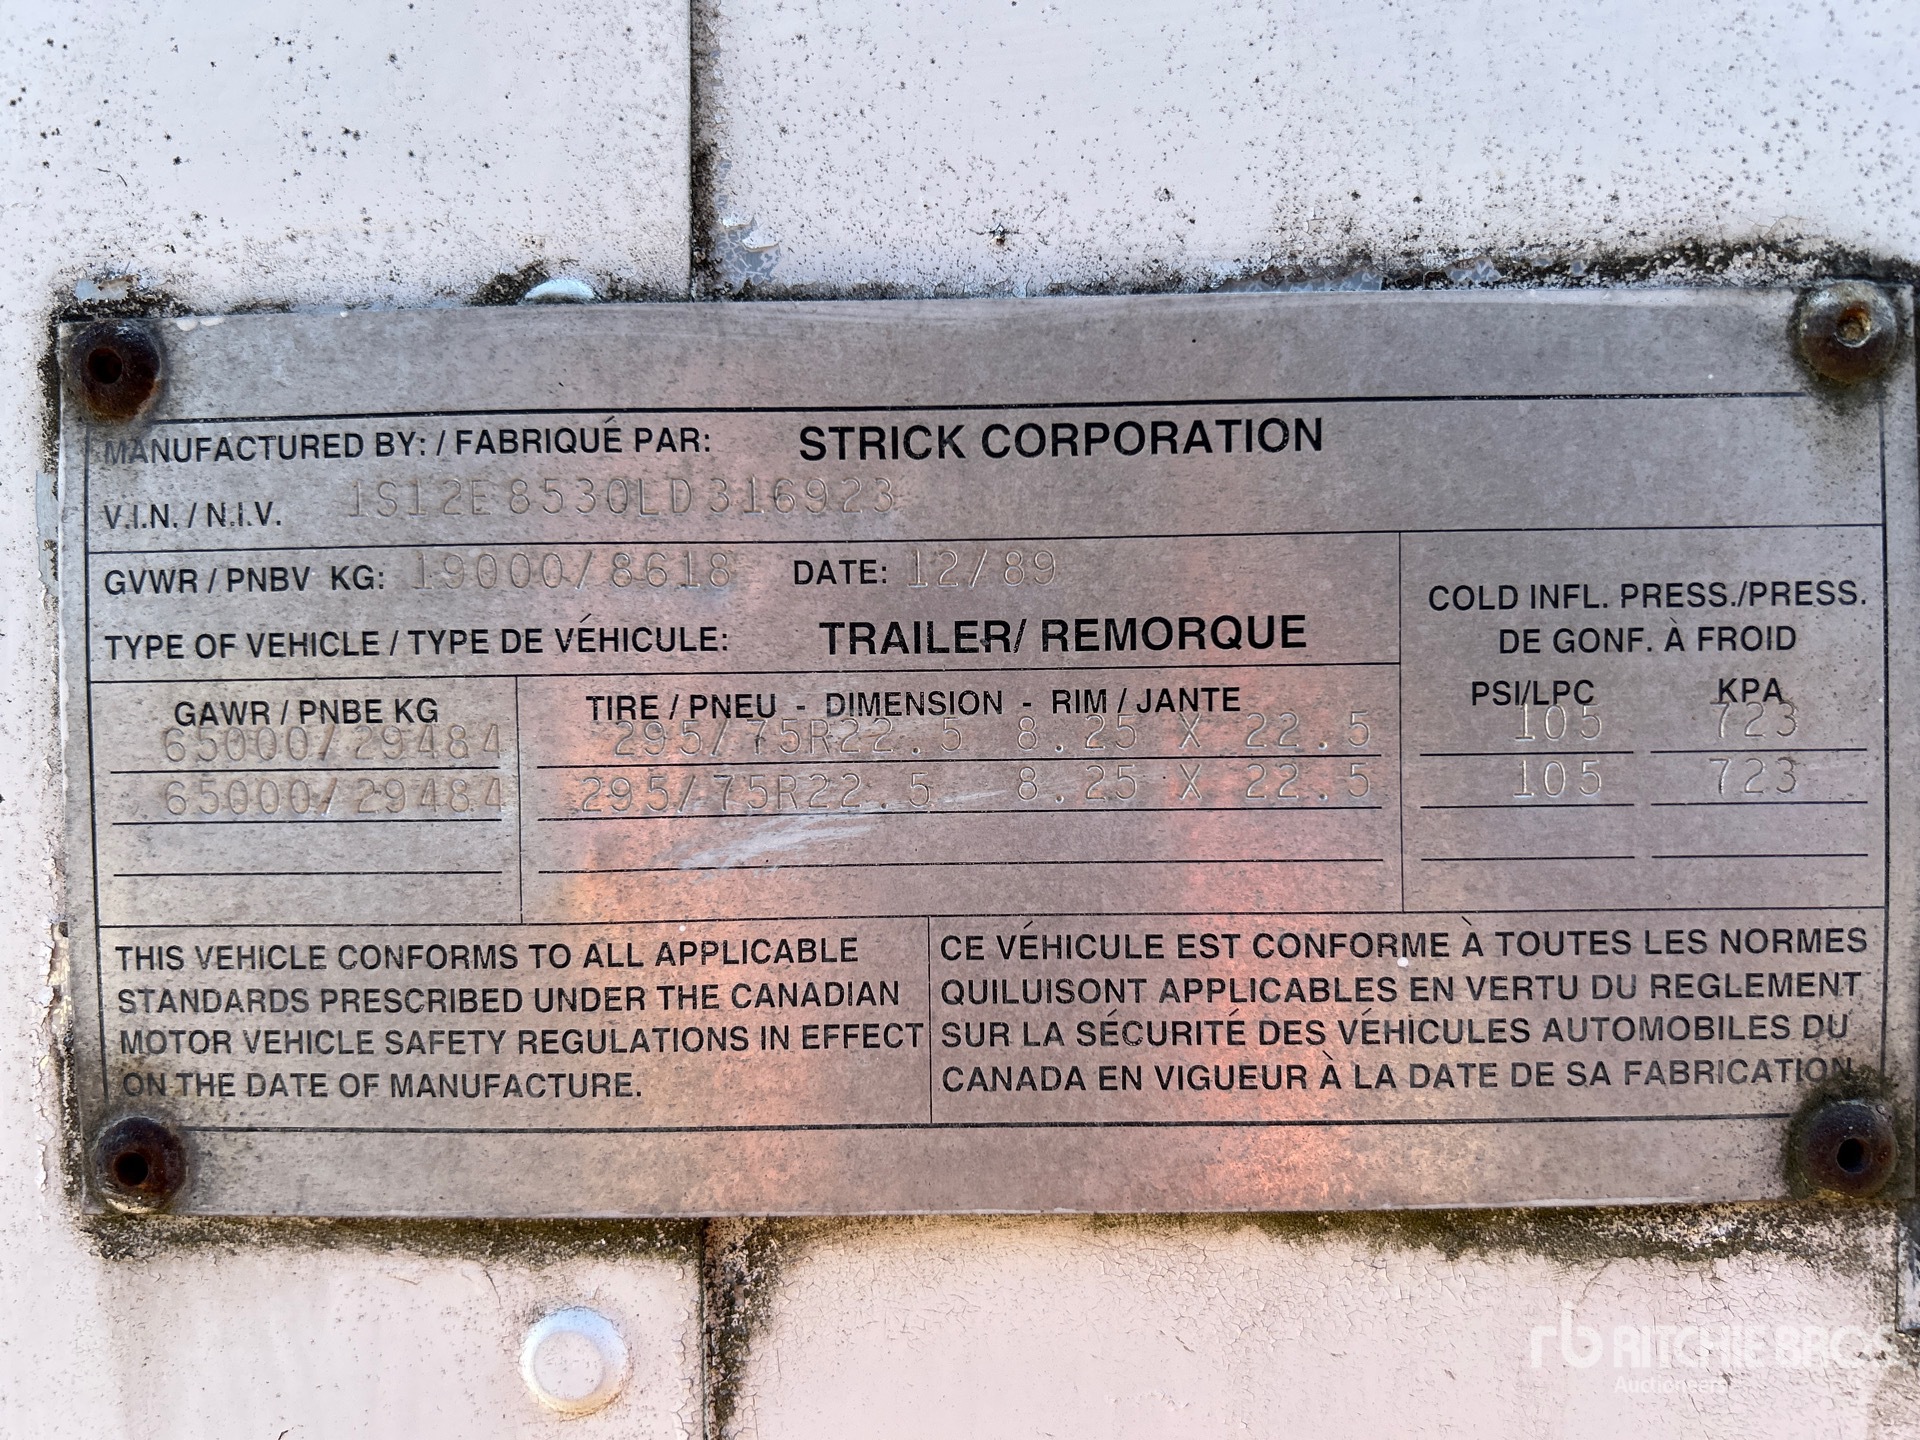 MANUFACTURED BY: / FABRIQUÉ PAR: STRICK CORPORATION
V.I.N. / N.I.V. 1S12E8530LD316923
GVWR / PNBV KG: 19000/8618 DATE: 12/89
TYPE OF VEHICLE / TYPE DE VÉHICULE: TRAILER/ REMORQUE
COLD INFL. PRESS./PRESS.
DE GONF. À FROID
GAWR / PNBE KG TIRE / PNEU - DIMENSION - RIM / JANTE PSI/LPC KPA
65000/29484 295/75R22.5 8.25 X 22.5 105 723
65000/29484 295/75R22.5 8.25 X 22.5 105 723
THIS VEHICLE CONFORMS TO ALL APPLICABLE
STANDARDS PRESCRIBED UNDER THE CANADIAN
MOTOR VEHICLE SAFETY REGULATIONS IN EFFECT
ON THE DATE OF MANUFACTURE.
CE VÉHICULE EST CONFORME À TOUTES LES NORMES
QUILUISONT APPLICABLES EN VERTU DU REGLEMENT
SUR LA SÉCURITÉ DES VÉHICULES AUTOMOBILES DU
CANADA EN VIGUEUR À LA DATE DE SA FABRICATION
rb RITCHIE BROS
Auctioneers